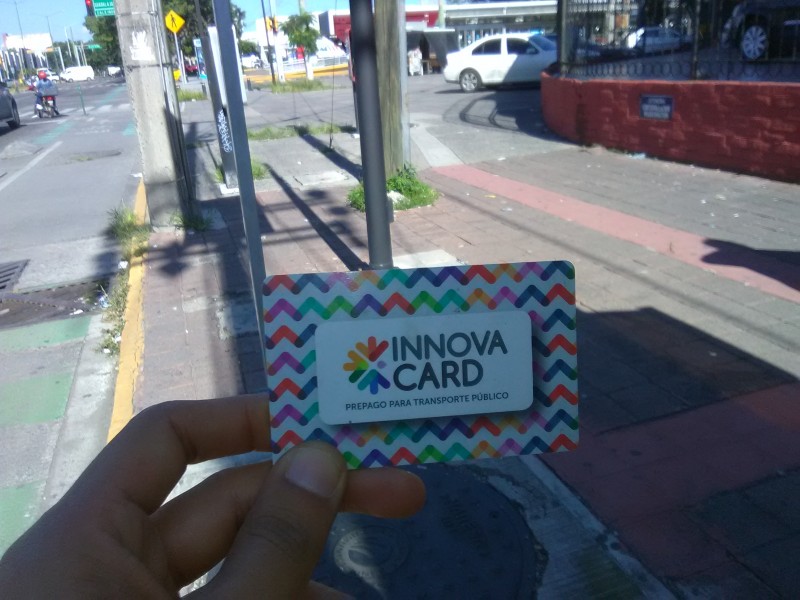 INNOVA
CARD
PREPAGO PARA TRANSPORTE PÚBLICO